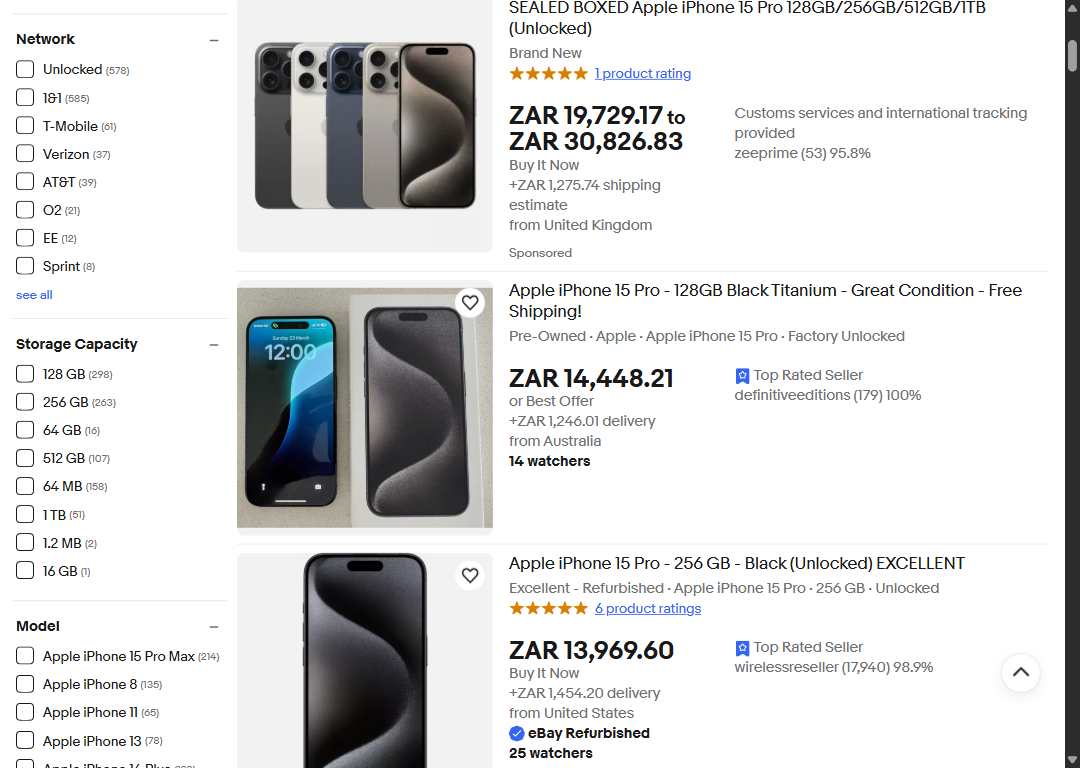 Network
Unlocked (578)
1&1 (585)
T-Mobile (61)
Verizon (37)
AT&T (39)
O2 (21)
EE (12)
Sprint (8)
see all
Storage Capacity
128 GB (298)
256 GB (263)
64 GB (16)
512 GB (107)
64 MB (158)
1 TB (51)
1.2 MB (2)
16 GB (1)
Model
Apple iPhone 15 Pro Max (214)
Apple iPhone 8 (135)
Apple iPhone 11 (65)
Apple iPhone 13 (78)
SEALED BOXED Apple iPhone 15 Pro 128GB/256GB/512GB/1TB
(Unlocked)
Brand New
1 product rating
ZAR 19,729.17 to
ZAR 30,826.83
Buy It Now
+ZAR 1,275.74 shipping
estimate
from United Kingdom
Sponsored
Customs services and international tracking
provided
zeeprime (53) 95.8%
Sunday 23 March
12:00
Apple iPhone 15 Pro - 128GB Black Titanium - Great Condition - Free
Shipping!
Pre-Owned · Apple · Apple iPhone 15 Pro · Factory Unlocked
ZAR 14,448.21
or Best Offer
+ZAR 1,246.01 delivery
from Australia
14 watchers
Top Rated Seller
definitiveeditions (179) 100%
Apple iPhone 15 Pro - 256 GB - Black (Unlocked) EXCELLENT
Excellent - Refurbished · Apple iPhone 15 Pro · 256 GB · Unlocked
6 product ratings
ZAR 13,969.60
Buy It Now
+ZAR 1,454.20 delivery
from United States
eBay Refurbished
25 watchers
Top Rated Seller
wirelessreseller (17,940) 98.9%